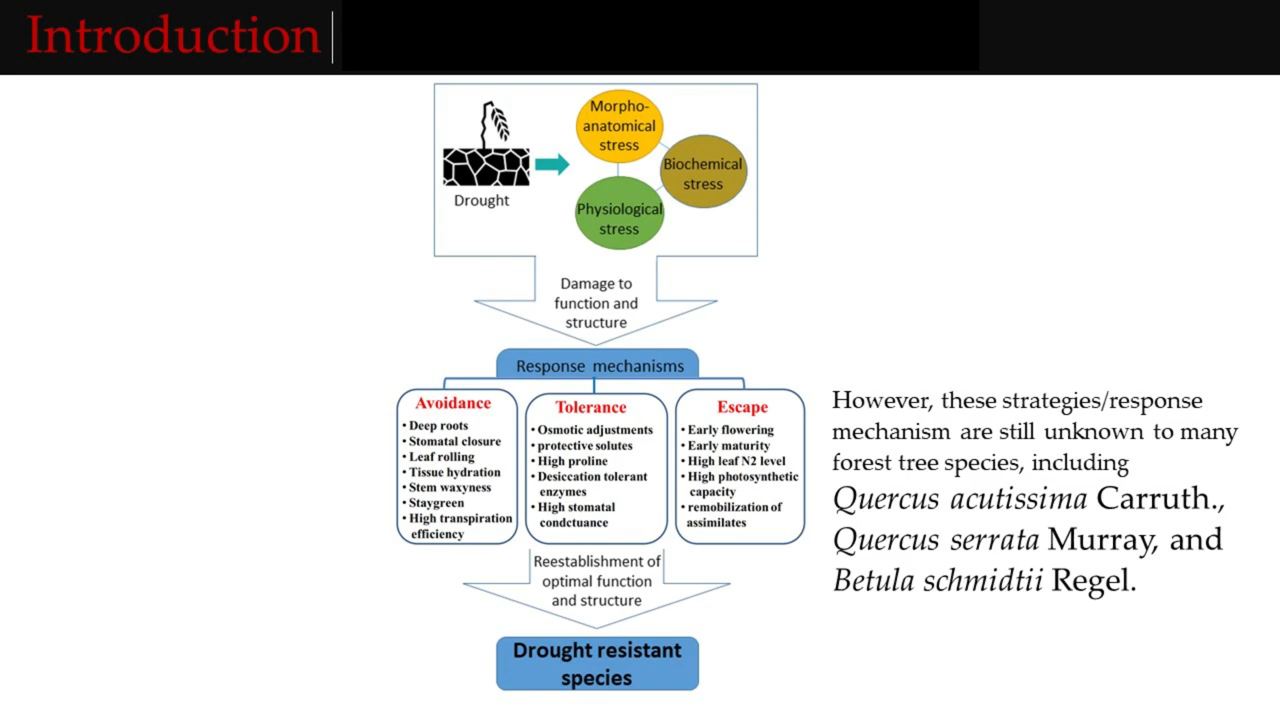 Introduction
Morpho-
anatomical
stress
Biochemical
stress
Physiological
stress
Drought
Damage to
function and
structure
Response mechanisms
Avoidance
• Deep roots
• Stomatal closure
• Leaf rolling
• Tissue hydration
• Stem waxyness
• Staygreen
• High transpiration
efficiency
Tolerance
• Osmotic adjustments
• protective solutes
• High proline
• Desiccation tolerant
enzymes
• High stomatal
condctuance
Escape
• Early flowering
• Early maturity
• High leaf N2 level
• High photosynthetic
capacity
• remobilization of
assimilates
Reestablishment of
optimal function
and structure
Drought resistant
species
However, these strategies/response
mechanism are still unknown to many
forest tree species, including
Quercus acutissima Carruth.,
Quercus serrata Murray, and
Betula schmidtii Regel.